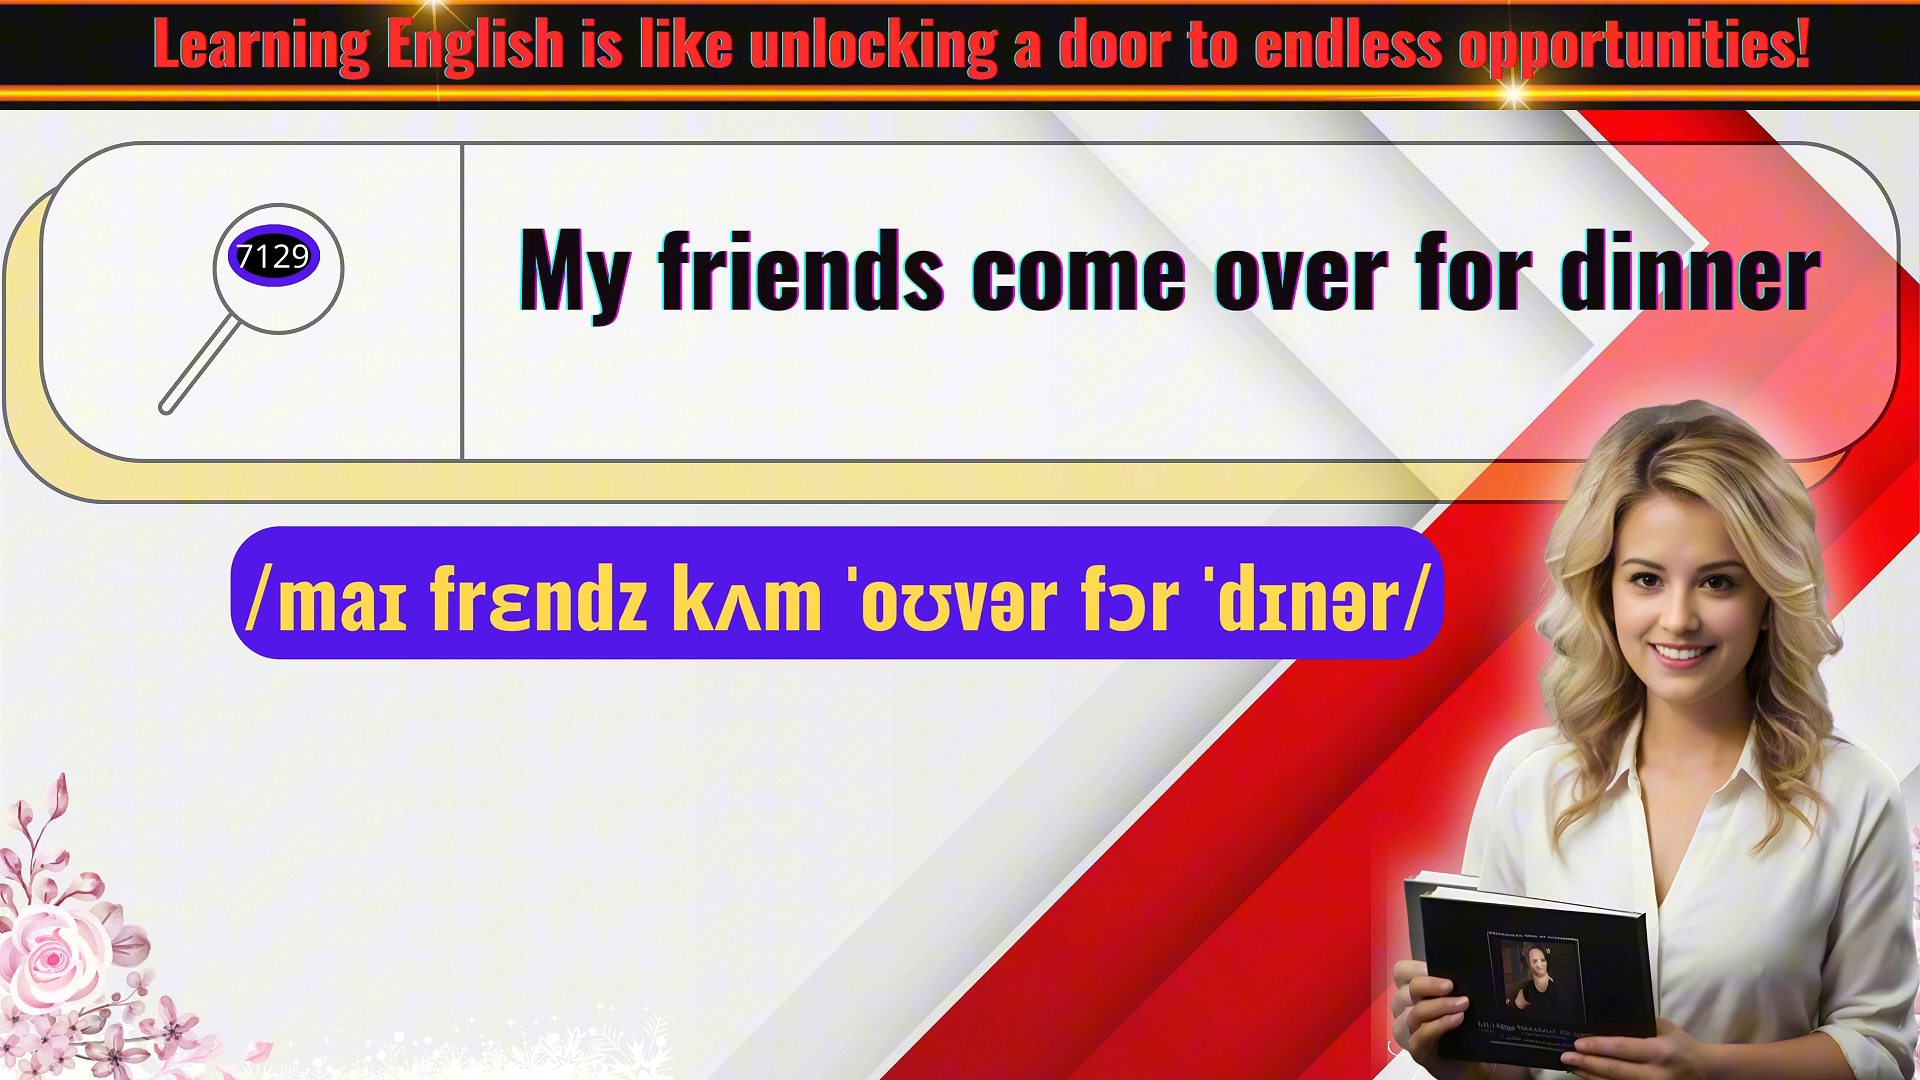 Learning English is like unlocking a door to endless opportunities!
7129
My friends come over for dinner
/maɪ frɛndz kʌm ˈoʊvər fɔr ˈdɪnər/